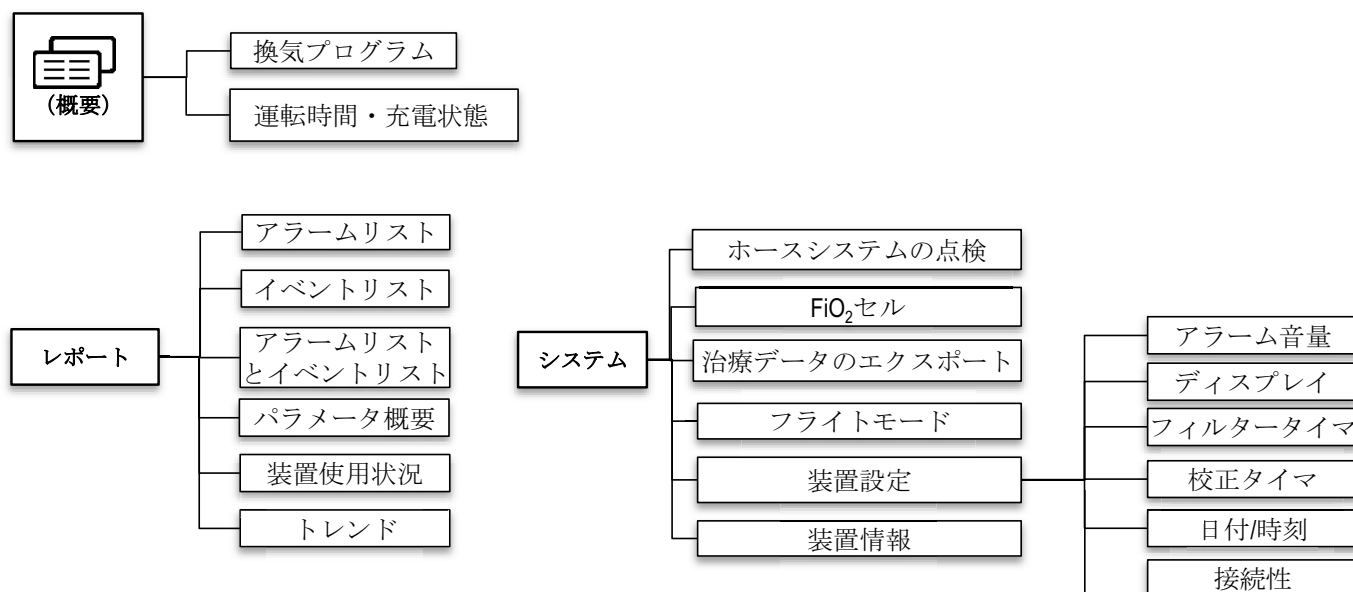 (概要)
換気プログラム
運転時間・充電状態
レポート
アラームリスト
イベントリスト
アラームリスト
とイベントリスト
パラメータ概要
装置使用状況
トレンド
システム
ホースシステムの点検
FiO₂セル
治療データのエクスポート
フライトモード
装置設定
装置情報
アラーム音量
ディスプレイ
フィルタータイマ
校正タイマ
日付/時刻
接続性